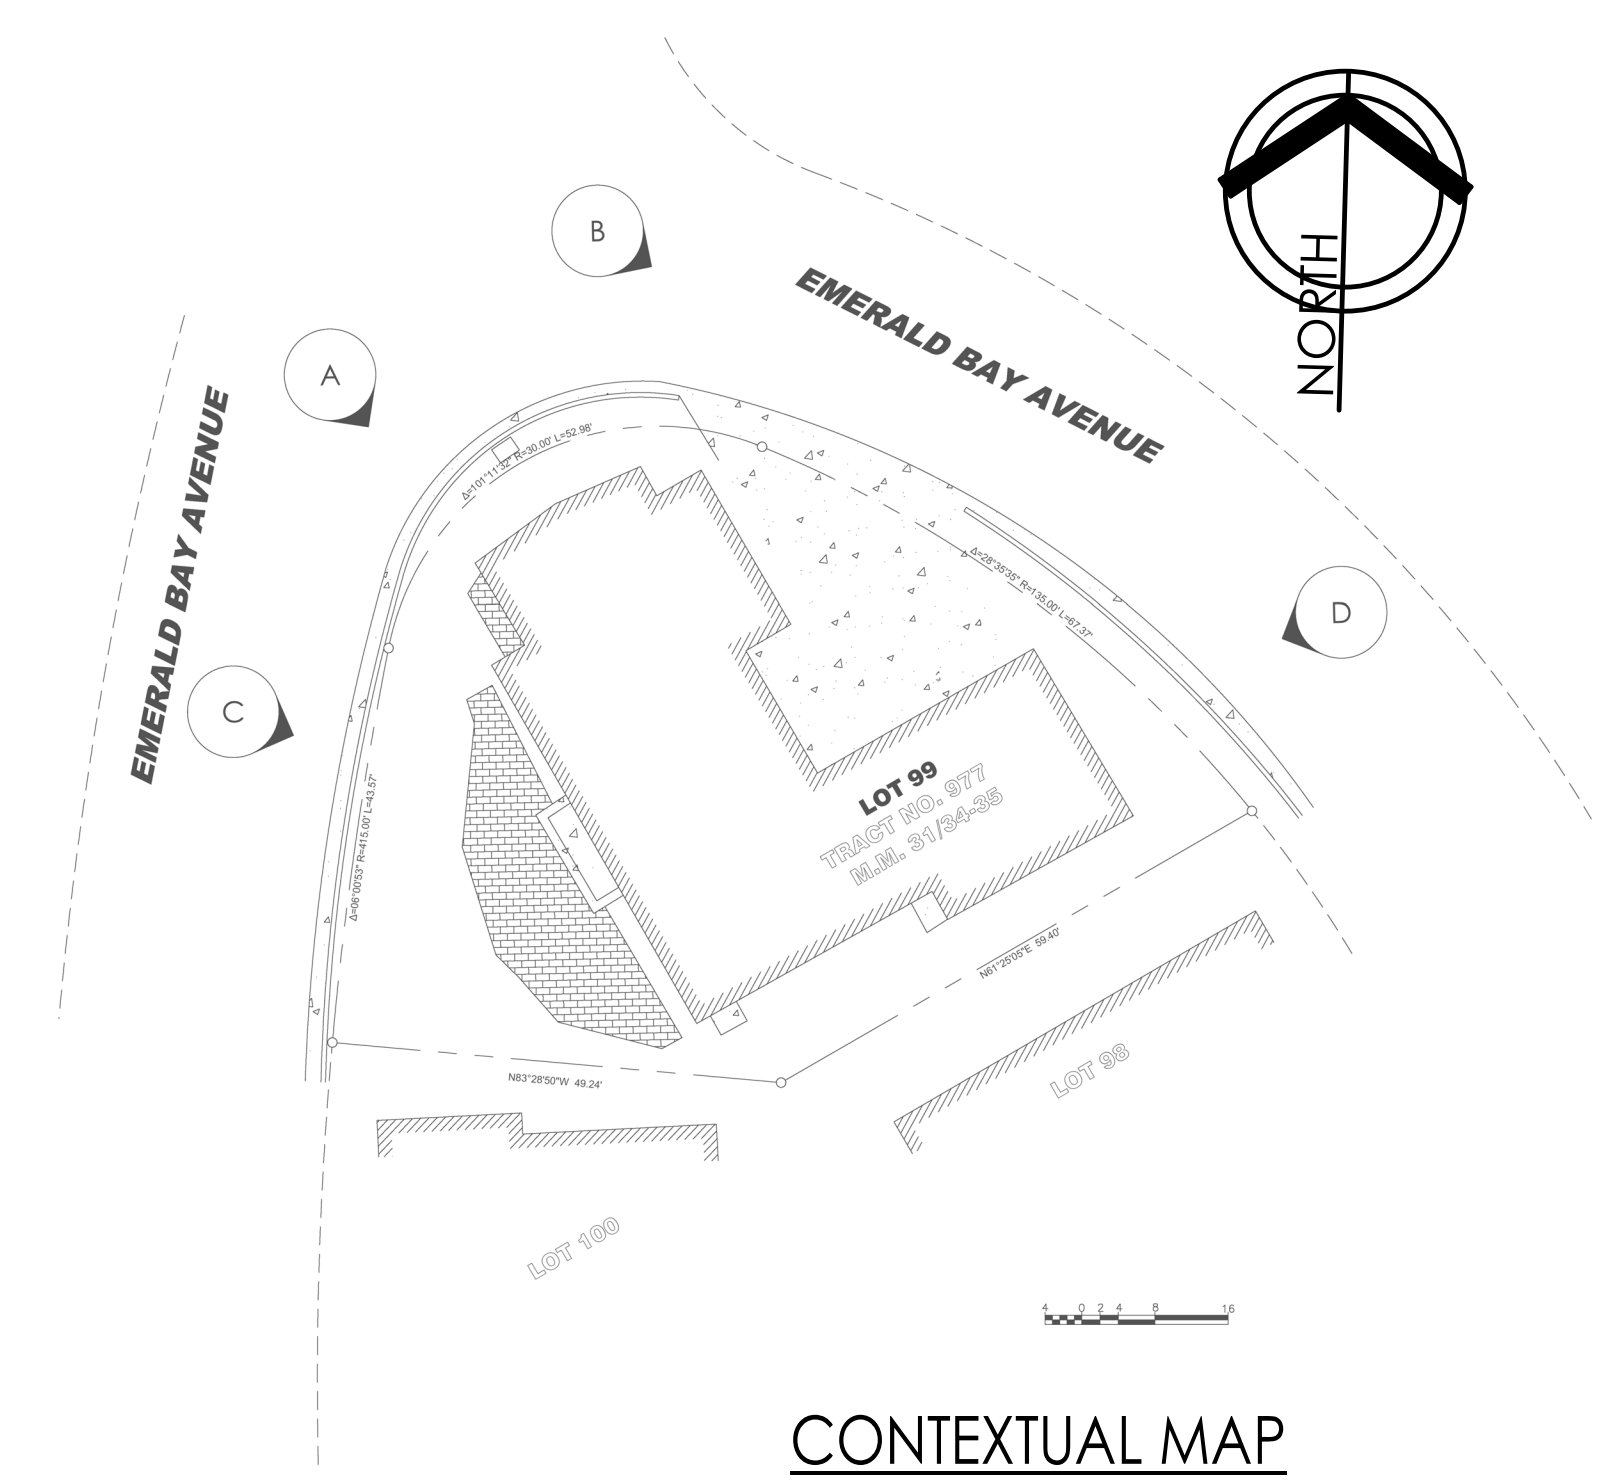 NORTH
B
EMERALD BAY AVENUE
A
EMERALD BAY AVENUE
Δ=101°11'32" R=30.00' L=52.98'
Δ=28°35'35" R=135.00' L=67.37'
D
C
LOT 99
TRACT NO. 977
M.M. 31/34-35
Δ=06°00'53" R=415.00' L=43.57'
N61°25'05"E 59.40'
N83°28'50"W 49.24'
LOT 98
LOT 100
4 0 2 4 8 16
CONTEXTUAL MAP